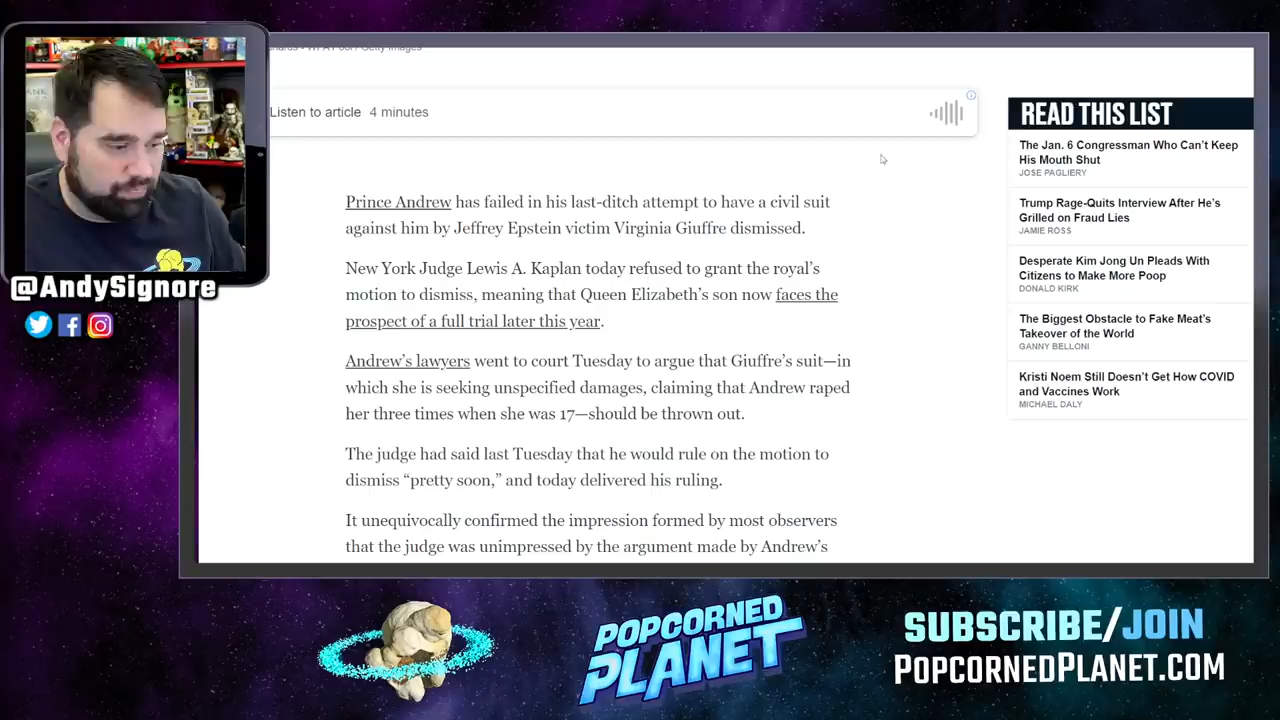 Listen to article 4 minutes
READ THIS LIST
The Jan. 6 Congressman Who Can't Keep
His Mouth Shut
JOSE PAGLIERY
Trump Rage-Quits Interview After He's
Grilled on Fraud Lies
JAMIE ROSS
Desperate Kim Jong Un Pleads With
Citizens to Make More Poop
DONALD KIRK
The Biggest Obstacle to Fake Meat's
Takeover of the World
GANNY BELLONI
Kristi Noem Still Doesn't Get How COVID
and Vaccines Work
MICHAEL DALY
Prince Andrew has failed in his last-ditch attempt to have a civil suit
against him by Jeffrey Epstein victim Virginia Giuffre dismissed.
New York Judge Lewis A. Kaplan today refused to grant the royal's
motion to dismiss, meaning that Queen Elizabeth's son now faces the
prospect of a full trial later this year.
Andrew's lawyers went to court Tuesday to argue that Giuffre's suit—in
which she is seeking unspecified damages, claiming that Andrew raped
her three times when she was 17—should be thrown out.
The judge had said last Tuesday that he would rule on the motion to
dismiss “pretty soon,” and today delivered his ruling.
It unequivocally confirmed the impression formed by most observers
that the judge was unimpressed by the argument made by Andrew's
@AndySignore
POPCORNED
PLANET
SUBSCRIBE/JOIN
POPCORNEDPLANET.COM